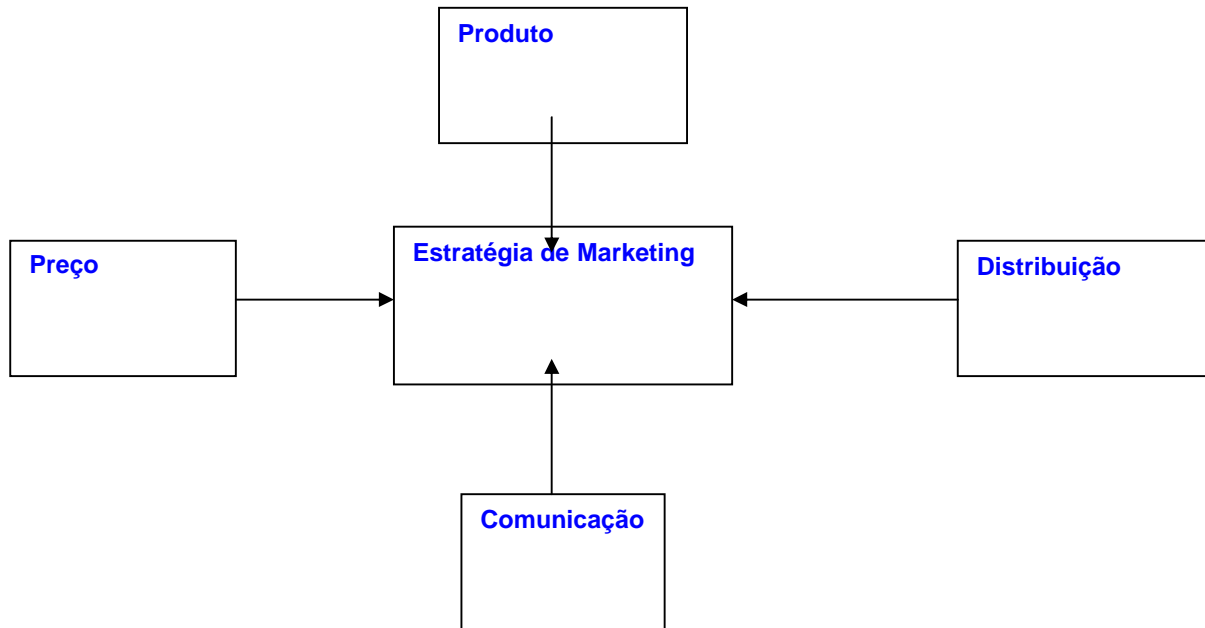 Produto
Preço
Estratégia de Marketing
Distribuição
Comunicação